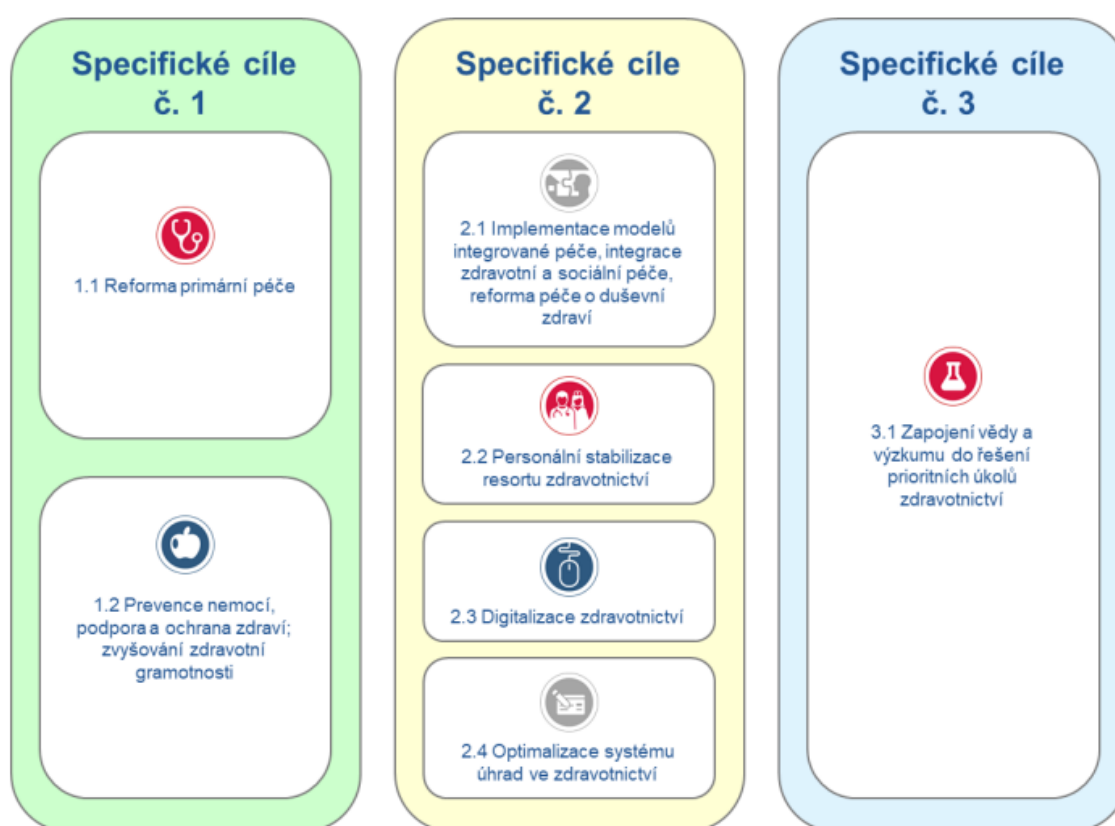 Specifické cíle
č. 1
1.1 Reforma primární péče
1.2 Prevence nemocí,
podpora a ochrana zdraví;
zvyšování zdravotní
gramotnosti
Specifické cíle
č. 2
2.1 Implementace modelů
integrované péče, integrace
zdravotní a sociální péče,
reforma péče o duševní
zdraví
2.2 Personální stabilizace
resortu zdravotnictví
2.3 Digitalizace zdravotnictví
2.4 Optimalizace systému
úhrad ve zdravotnictví
Specifické cíle
č. 3
3.1 Zapojení vědy a
výzkumu do řešení
prioritních úkolů
zdravotnictví